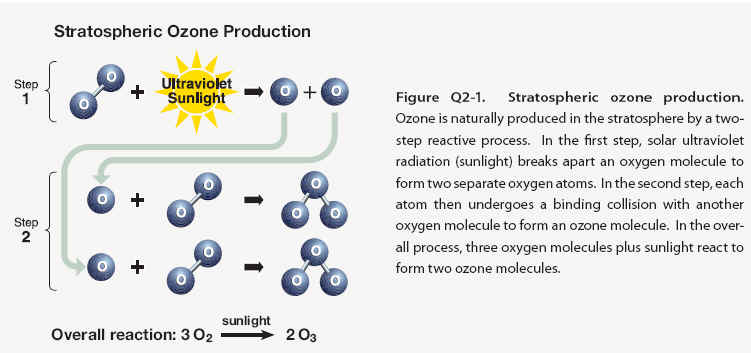 Stratospheric Ozone Production
Step
1
O
O
+
Ultraviolet
Sunlight
O
+
O
Figure Q2-1. Stratospheric ozone production.
Ozone is naturally produced in the stratosphere by a two-
step reactive process. In the first step, solar ultraviolet
radiation (sunlight) breaks apart an oxygen molecule to
form two separate oxygen atoms. In the second step, each
atom then undergoes a binding collision with another
oxygen molecule to form an ozone molecule. In the over-
all process, three oxygen molecules plus sunlight react to
form two ozone molecules.
Step
2
O
+
O
O
O
O
O
O
+
O
O
O
O
O
Overall reaction: 3 O₂ sunlight 2 O₃